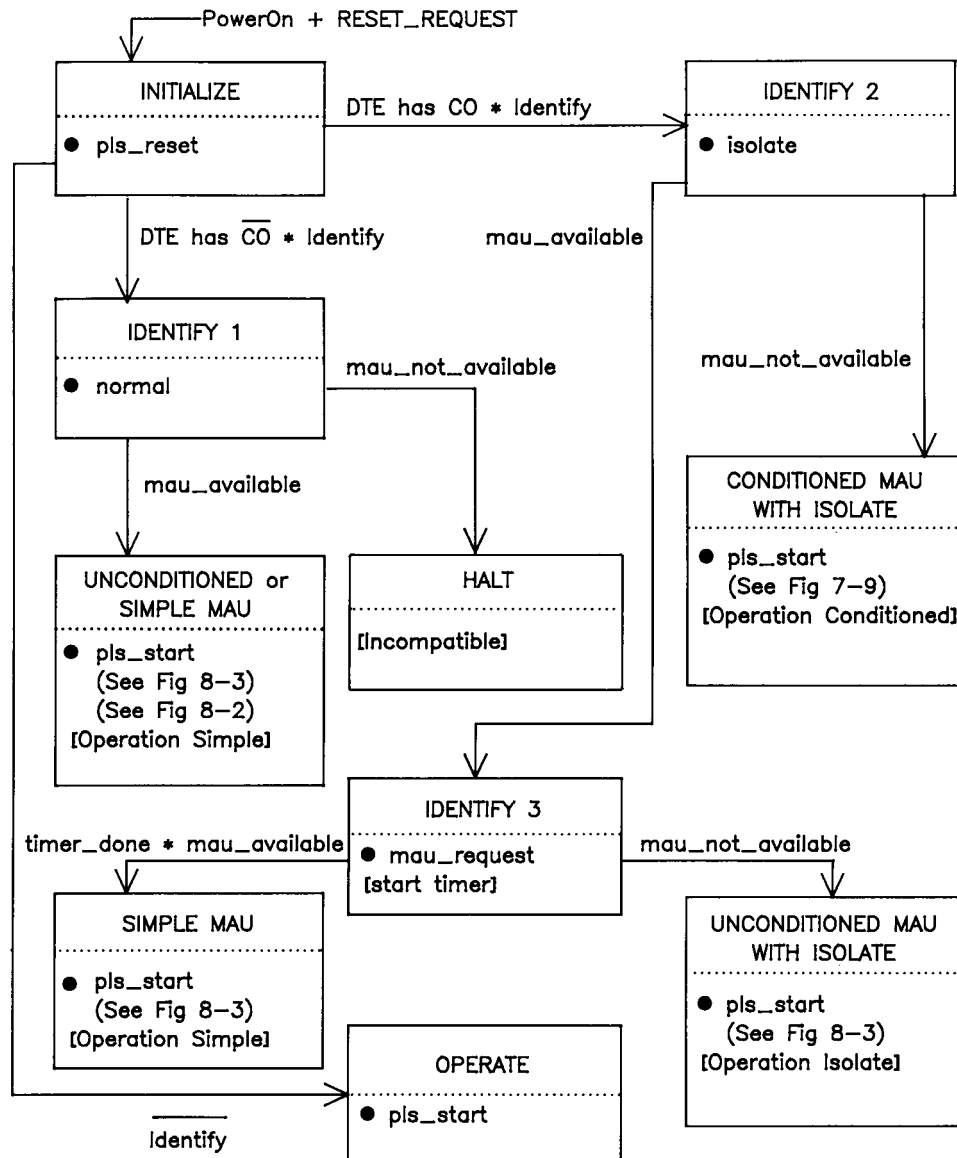 PowerOn + RESET_REQUEST
INITIALIZE
● pls_reset
DTE has CO * Identify
IDENTIFY 2
● isolate
DTE has C̅O̅ * Identify
mau_available
mau_not_available
IDENTIFY 1
● normal
mau_not_available
mau_available
CONDITIONED MAU
WITH ISOLATE
● pls_start
(See Fig 7-9)
[Operation Conditioned]
UNCONDITIONED or
SIMPLE MAU
● pls_start
(See Fig 8-3)
(See Fig 8-2)
[Operation Simple]
HALT
[Incompatible]
IDENTIFY 3
● mau_request
[start timer]
timer_done * mau_available
mau_not_available
SIMPLE MAU
● pls_start
(See Fig 8-3)
[Operation Simple]
UNCONDITIONED MAU
WITH ISOLATE
● pls_start
(See Fig 8-3)
[Operation Isolate]
OPERATE
● pls_start
I̅d̅e̅n̅t̅i̅f̅y̅